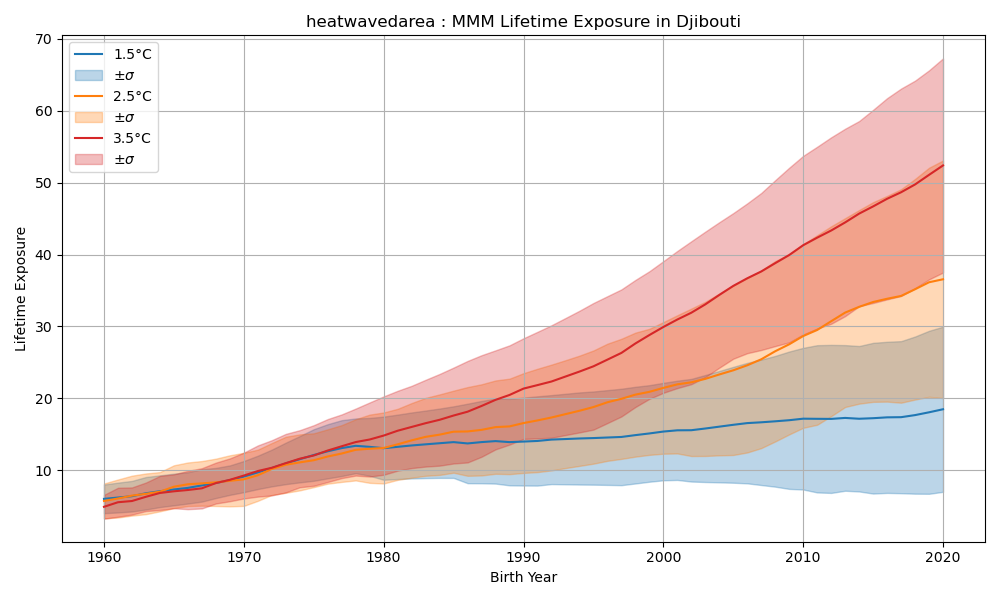 heatwavedarea : MMM Lifetime Exposure in Djibouti
70
60
50
40
30
20
10
Lifetime Exposure
1.5°C
±σ
2.5°C
±σ
3.5°C
±σ
1960 1970 1980 1990 2000 2010 2020
Birth Year